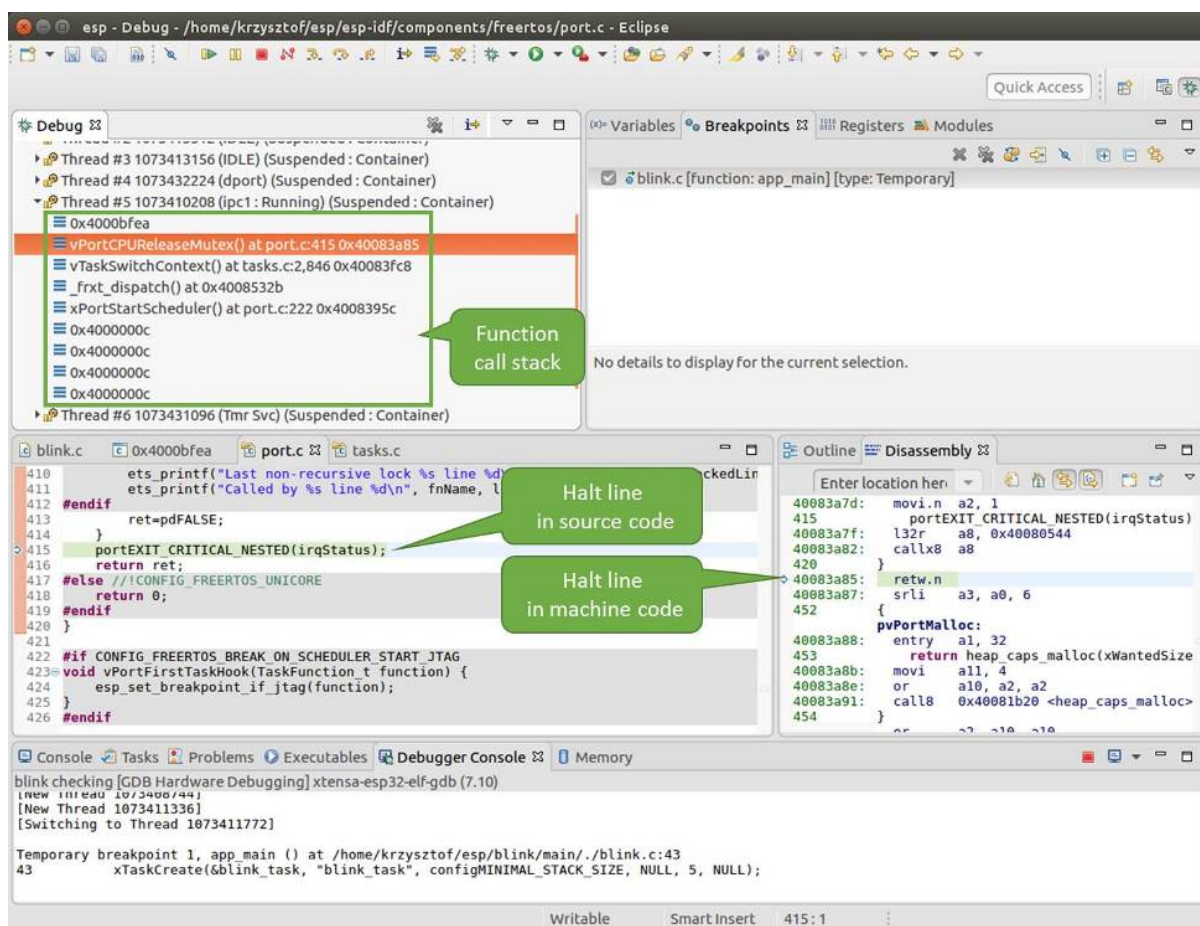 esp - Debug - /home/krzysztof/esp/esp-idf/components/freertos/port.c - Eclipse
Quick Access
Debug
Thread #3 1073413156 (IDLE) (Suspended : Container)
Thread #4 1073432224 (dport) (Suspended : Container)
Thread #5 1073410208 (ipc1 : Running) (Suspended : Container)
0x4000bfea
vPortCPUReleaseMutex() at port.c:415 0x40083a85
vTaskSwitchContext() at tasks.c:2,846 0x40083fc8
_frxt_dispatch() at 0x4008532b
xPortStartScheduler() at port.c:222 0x4008395c
0x4000000c
0x4000000c
0x4000000c
0x4000000c
Thread #6 1073431096 (Tmr Svc) (Suspended : Container)
Function
call stack
(x)= Variables Breakpoints Registers Modules
blink.c [function: app_main] [type: Temporary]
No details to display for the current selection.
blink.c 0x4000bfea port.c tasks.c
410 ets_printf("Last non-recursive lock %s line %d ckedLin
411 ets_printf("Called by %s line %d\n", fnName, l
412 #endif
413 ret=pdFALSE;
414 }
415 portEXIT_CRITICAL_NESTED(irqStatus);
416 return ret;
417 #else //!CONFIG_FREERTOS_UNICORE
418 return 0;
419 #endif
420 }
421
422 #if CONFIG_FREERTOS_BREAK_ON_SCHEDULER_START_JTAG
423 void vPortFirstTaskHook(TaskFunction_t function) {
424 esp_set_breakpoint_if_jtag(function);
425 }
426 #endif
Halt line
in source code
Halt line
in machine code
Outline Disassembly
Enter location her
40083a7d: movi.n a2, 1
415 portEXIT_CRITICAL_NESTED(irqStatus)
40083a7f: l32r a8, 0x40080544
40083a82: callx8 a8
420 }
40083a85: retw.n
40083a87: srli a3, a0, 6
452 {
pvPortMalloc:
40083a88: entry a1, 32
453 return heap_caps_malloc(xWantedSize
40083a8b: movi a11, 4
40083a8e: or a10, a2, a2
40083a91: call8 0x40081b20 <heap_caps_malloc>
454 }
Console Tasks Problems Executables Debugger Console Memory
blink checking [GDB Hardware Debugging] xtensa-esp32-elf-gdb (7.10)
[New Thread 1073408744]
[New Thread 1073411336]
[Switching to Thread 1073411772]
Temporary breakpoint 1, app_main () at /home/krzysztof/esp/blink/main/./blink.c:43
43 xTaskCreate(&blink_task, "blink_task", configMINIMAL_STACK_SIZE, NULL, 5, NULL);
Writable Smart Insert 415 : 1